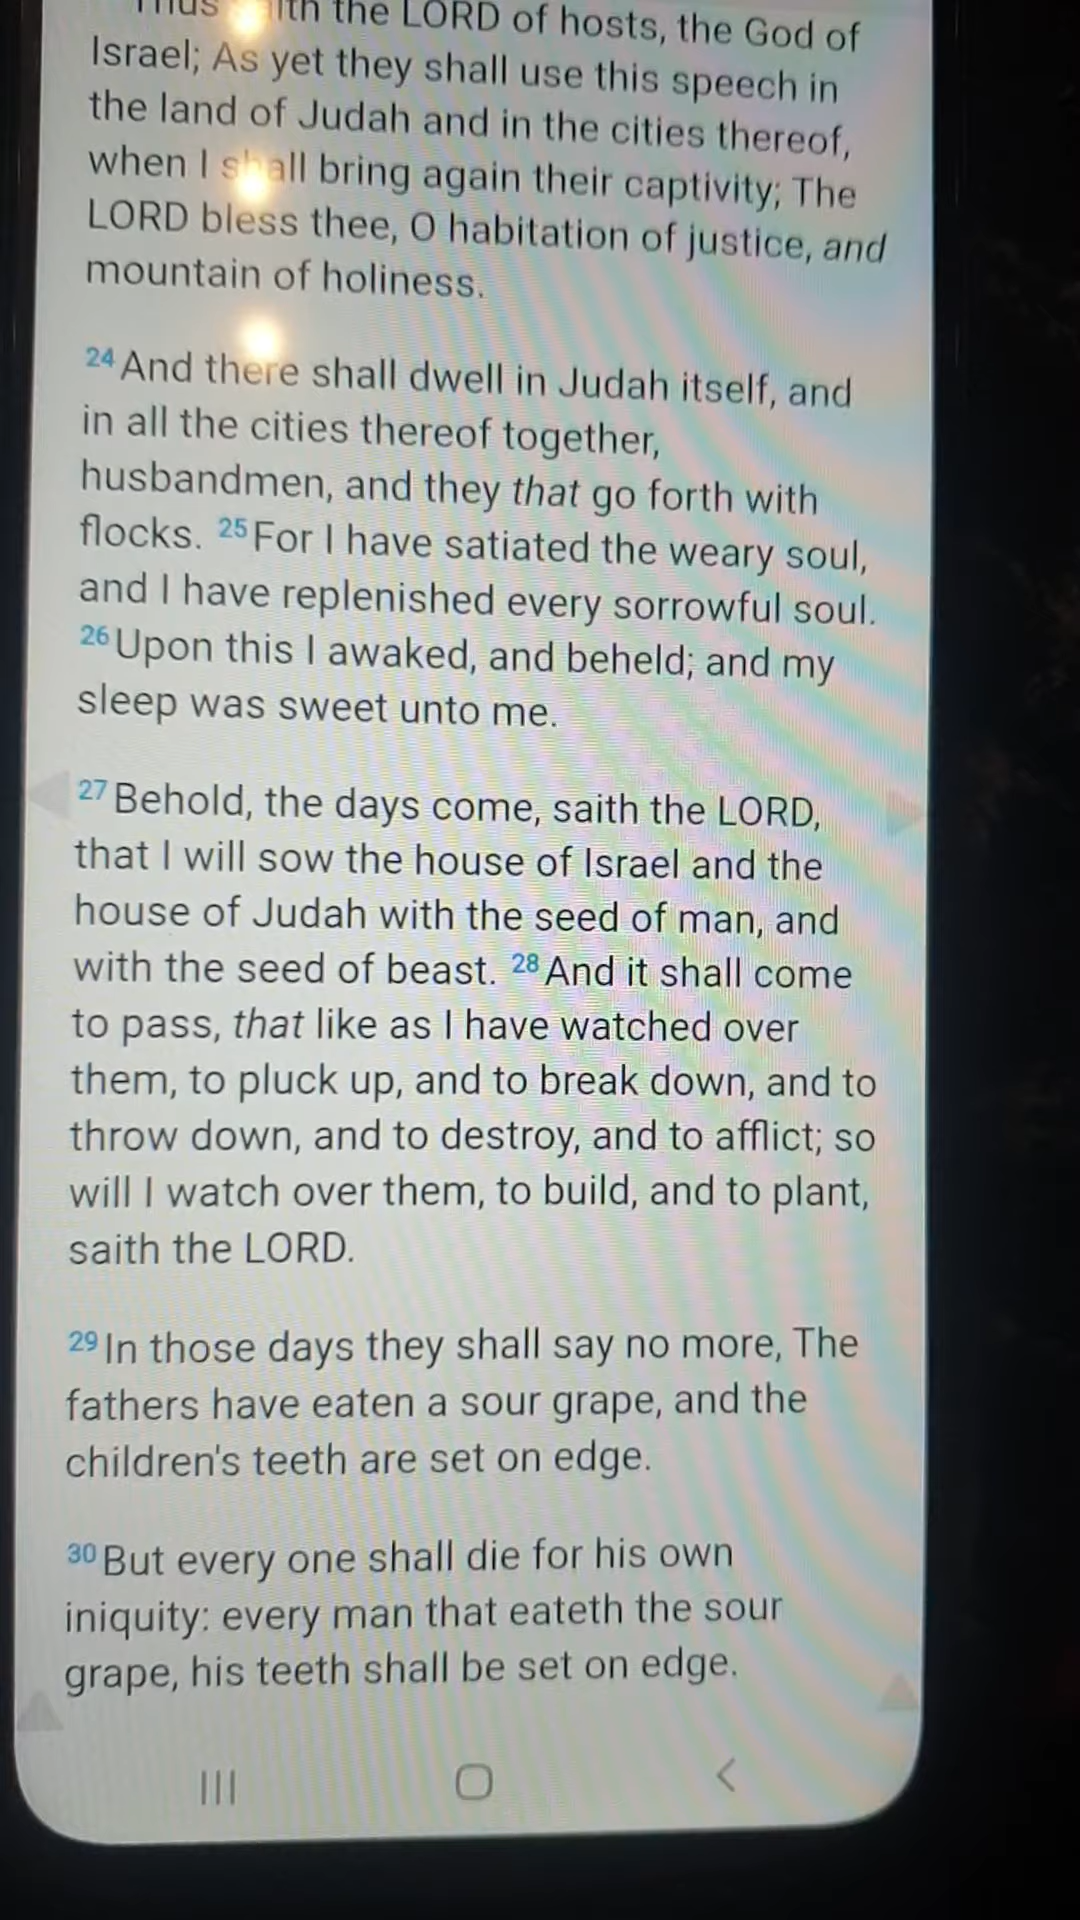 the LORD of hosts, the God of
Israel; As yet they shall use this speech in
the land of Judah and in the cities thereof,
when I shall bring again their captivity; The
LORD bless thee, O habitation of justice, and
mountain of holiness.
24 And there shall dwell in Judah itself, and
in all the cities thereof together,
husbandmen, and they that go forth with
flocks. 25 For I have satiated the weary soul,
and I have replenished every sorrowful soul.
26 Upon this I awaked, and beheld; and my
sleep was sweet unto me.
27 Behold, the days come, saith the LORD,
that I will sow the house of Israel and the
house of Judah with the seed of man, and
with the seed of beast. 28 And it shall come
to pass, that like as I have watched over
them, to pluck up, and to break down, and to
throw down, and to destroy, and to afflict; so
will I watch over them, to build, and to plant,
saith the LORD.
29 In those days they shall say no more, The
fathers have eaten a sour grape, and the
children's teeth are set on edge.
30 But every one shall die for his own
iniquity: every man that eateth the sour
grape, his teeth shall be set on edge.